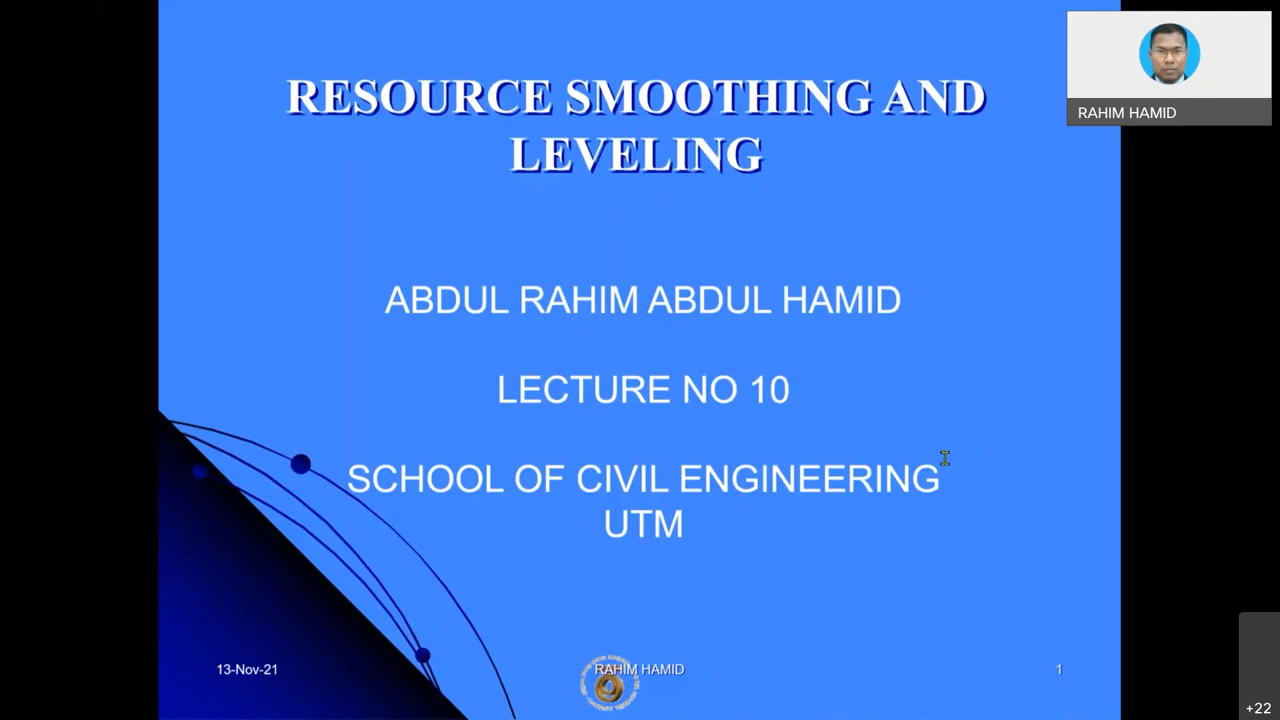 RESOURCE SMOOTHING AND
LEVELING
RAHIM HAMID
ABDUL RAHIM ABDUL HAMID
LECTURE NO 10
SCHOOL OF CIVIL ENGINEERING
UTM
13-Nov-21
RAHIM HAMID
1
+22